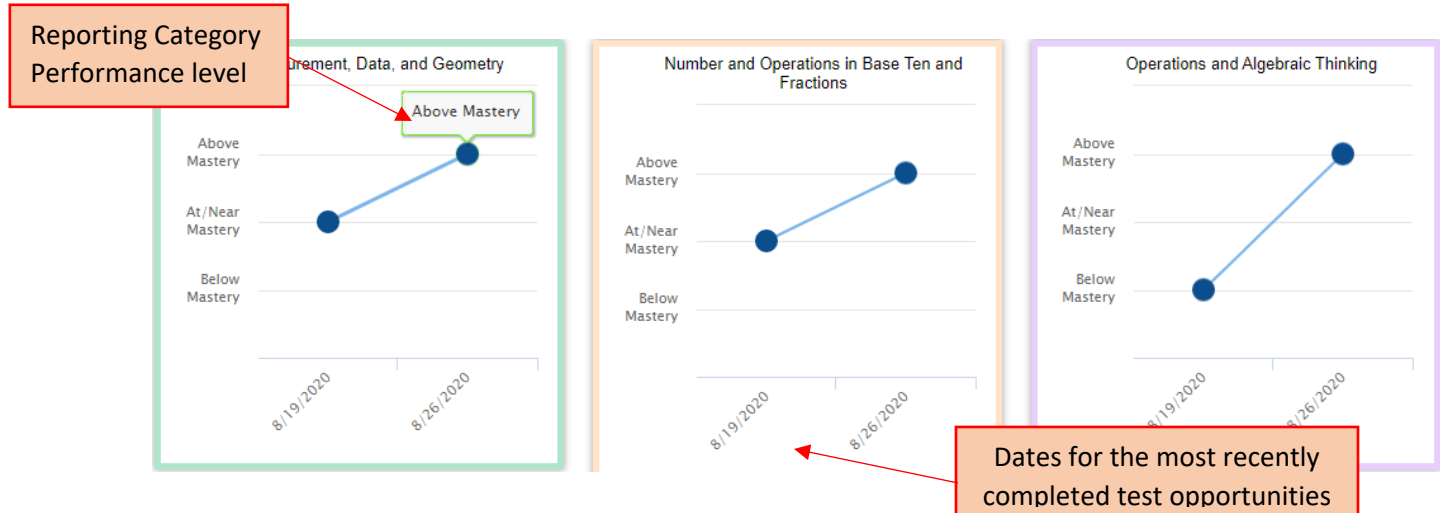 Reporting Category
Performance level
urement, Data, and Geometry
Above Mastery
Above
Mastery
At/Near
Mastery
Below
Mastery
8/19/2020
8/26/2020
Number and Operations in Base Ten and
Fractions
Above
Mastery
At/Near
Mastery
Below
Mastery
8/19/2020
8/26/2020
Operations and Algebraic Thinking
Above
Mastery
At/Near
Mastery
Below
Mastery
8/19/2020
8/26/2020
Dates for the most recently
completed test opportunities